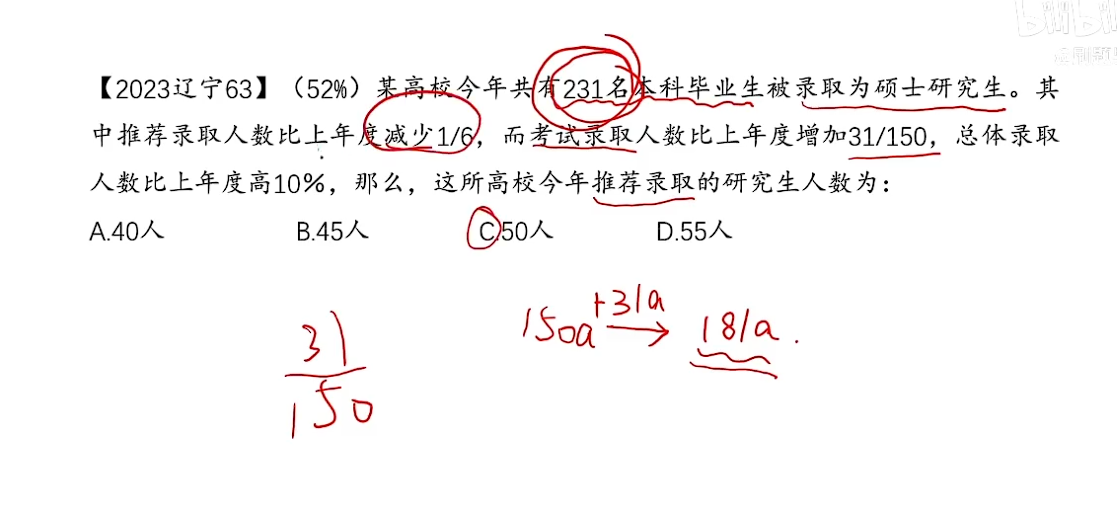 bilibili
【2023辽宁63】（52%）某高校今年共有231名本科毕业生被录取为硕士研究生。其
中推荐录取人数比上年度减少1/6，而考试录取人数比上年度增加31/150，总体录取
人数比上年度高10%，那么，这所高校今年推荐录取的研究生人数为：
A.40人 B.45人 C.50人 D.55人
+31a
150a → 181a.
31
150